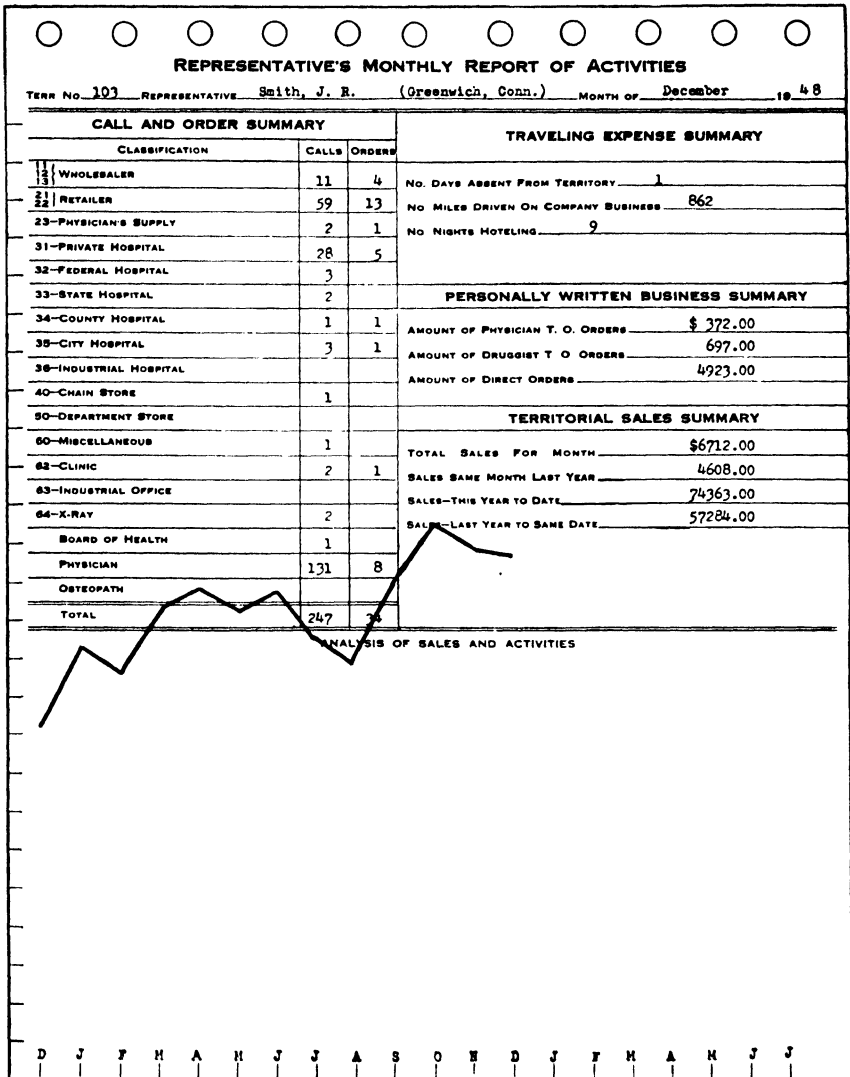 REPRESENTATIVE'S MONTHLY REPORT OF ACTIVITIES
TERR NO. 103 REPRESENTATIVE Smith, J. R. (Greenwich, Conn.) MONTH OF December 19 48
CALL AND ORDER SUMMARY
CLASSIFICATION CALLS ORDERS
11 12 13 WHOLESALER 11 4
21 22 RETAILER 59 13
23-PHYSICIAN'S SUPPLY 2 1
31-PRIVATE HOSPITAL 28 5
32-FEDERAL HOSPITAL 3
33-STATE HOSPITAL 2
34-COUNTY HOSPITAL 1 1
35-CITY HOSPITAL 3 1
36-INDUSTRIAL HOSPITAL
40-CHAIN STORE 1
50-DEPARTMENT STORE
60-MISCELLANEOUS 1
62-CLINIC 2 1
63-INDUSTRIAL OFFICE
64-X-RAY 2
BOARD OF HEALTH 1
PHYSICIAN 131 8
OSTEOPATH
TOTAL 247 34
TRAVELING EXPENSE SUMMARY
NO. DAYS ABSENT FROM TERRITORY 1
NO MILES DRIVEN ON COMPANY BUSINESS 862
NO NIGHTS HOTELING 9
PERSONALLY WRITTEN BUSINESS SUMMARY
AMOUNT OF PHYSICIAN T. O. ORDERS $ 372.00
AMOUNT OF DRUGGIST T O ORDERS 697.00
AMOUNT OF DIRECT ORDERS 4923.00
TERRITORIAL SALES SUMMARY
TOTAL SALES FOR MONTH $6712.00
SALES SAME MONTH LAST YEAR 4608.00
SALES-THIS YEAR TO DATE 74363.00
SALES-LAST YEAR TO SAME DATE 57284.00
ANALYSIS OF SALES AND ACTIVITIES
D J F M A M J J A S O N D J F M A M J J